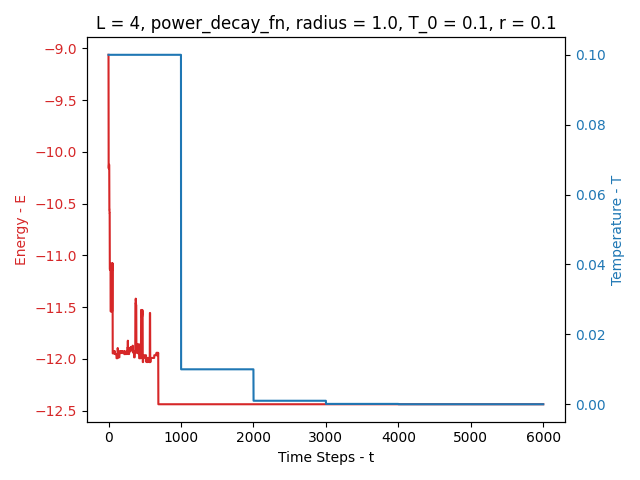 L = 4, power_decay_fn, radius = 1.0, T_0 = 0.1, r = 0.1
−9.0
−9.5
−10.0
−10.5
−11.0
−11.5
−12.0
−12.5
Energy - E
0.10
0.08
0.06
0.04
0.02
0.00
Temperature - T
0 1000 2000 3000 4000 5000 6000
Time Steps - t